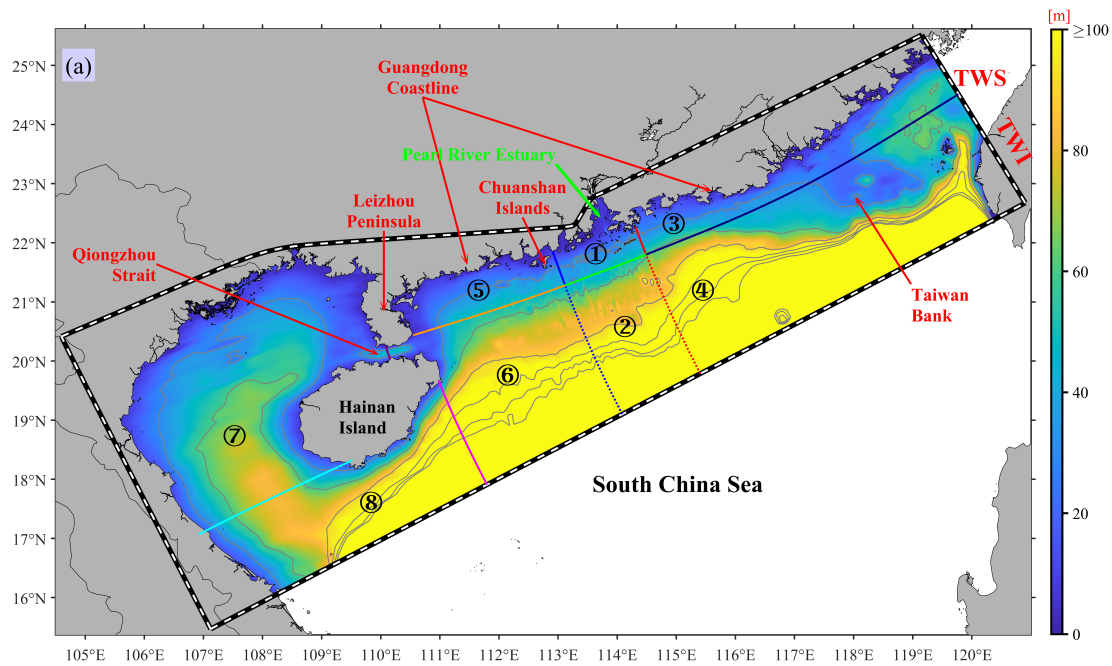 [m]
≥100
80
60
40
20
0
(a)
25°N
24°N
23°N
22°N
21°N
20°N
19°N
18°N
17°N
16°N
Guangdong
Coastline
TWS
TWI
Pearl River Estuary
Chuanshan
Islands
Leizhou
Peninsula
Qiongzhou
Strait
①
③
⑤
④
②
⑥
⑦
⑧
Taiwan
Bank
Hainan
Island
South China Sea
105°E 106°E 107°E 108°E 109°E 110°E 111°E 112°E 113°E 114°E 115°E 116°E 117°E 118°E 119°E 120°E